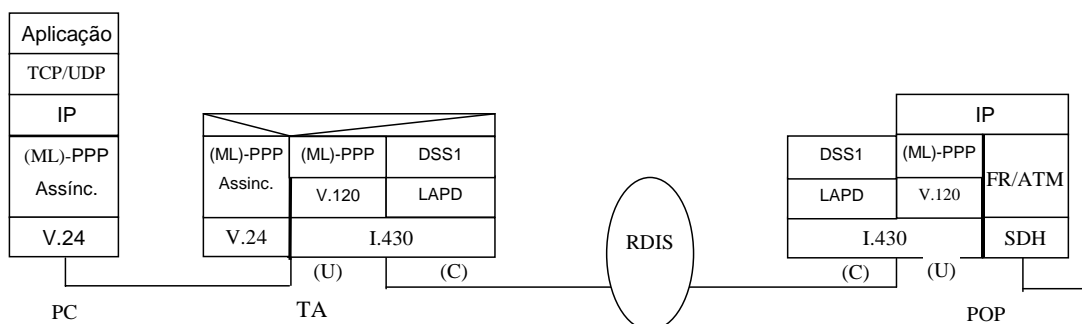 Aplicação
TCP/UDP
IP
(ML)-PPP
Assínc.
V.24
PC
(ML)-PPP
Assinc.
V.24
(ML)-PPP
V.120
DSS1
LAPD
I.430
(U)
(C)
TA
RDIS
IP
DSS1
LAPD
(ML)-PPP
V.120
FR/ATM
I.430
SDH
(C)
(U)
POP